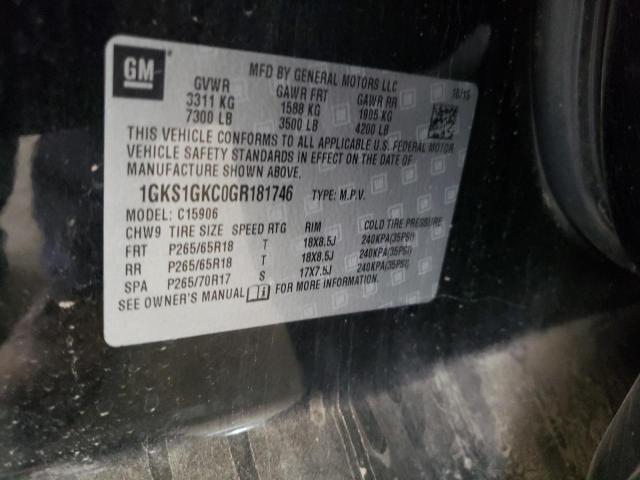 GM
MFD BY GENERAL MOTORS LLC
10/15
GVWR GAWR FRT GAWR RR
3311 KG 1588 KG 1905 KG
7300 LB 3500 LB 4200 LB
THIS VEHICLE CONFORMS TO ALL APPLICABLE U.S. FEDERAL MOTOR
VEHICLE SAFETY STANDARDS IN EFFECT ON THE DATE OF
MANUFACTURE SHOWN ABOVE.
1GKS1GKC0GR181746 TYPE: M.P.V.
MODEL: C15906
CHW9 TIRE SIZE SPEED RTG RIM COLD TIRE PRESSURE
FRT P265/65R18 T 18X8.5J 240KPA(35PSI)
RR P265/65R18 T 18X8.5J 240KPA(35PSI)
SPA P265/70R17 S 17X7.5J 240KPA(35PSI)
SEE OWNER'S MANUAL FOR MORE INFORMATION.